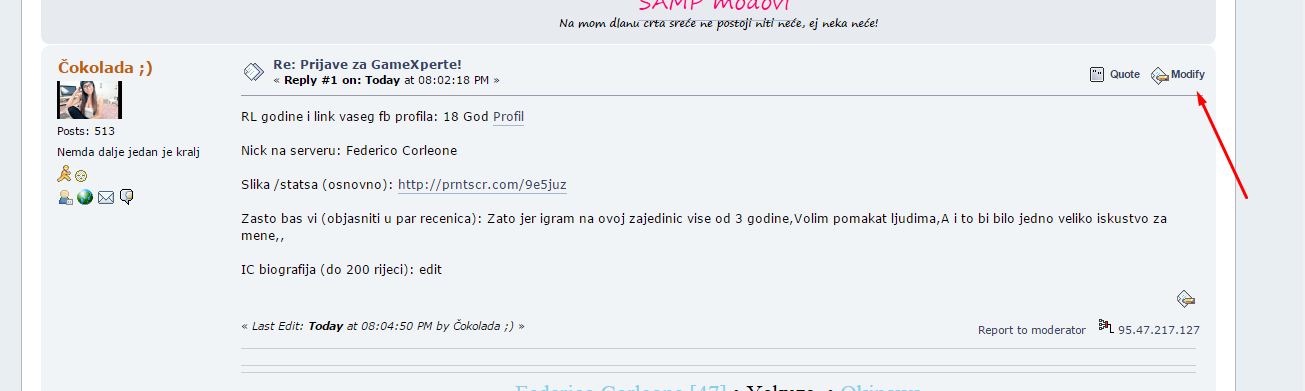 SAMP modovi
Na mom dlanu crta sreće ne postoji niti neće, ej neka neće!
Čokolada ;)
Posts: 513
Nemda dalje jedan je kralj
Re: Prijave za GameXperte!
« Reply #1 on: Today at 08:02:18 PM »
Quote Modify
RL godine i link vaseg fb profila: 18 God Profil
Nick na serveru: Federico Corleone
Slika /statsa (osnovno): http://prntscr.com/9e5juz
Zasto bas vi (objasniti u par recenica): Zato jer igram na ovoj zajedinic vise od 3 godine,Volim pomakat ljudima,A i to bi bilo jedno veliko iskustvo za
mene,,
IC biografija (do 200 rijeci): edit
« Last Edit: Today at 08:04:50 PM by Čokolada ;) »
Report to moderator 95.47.217.127
Federico Corleone [47]